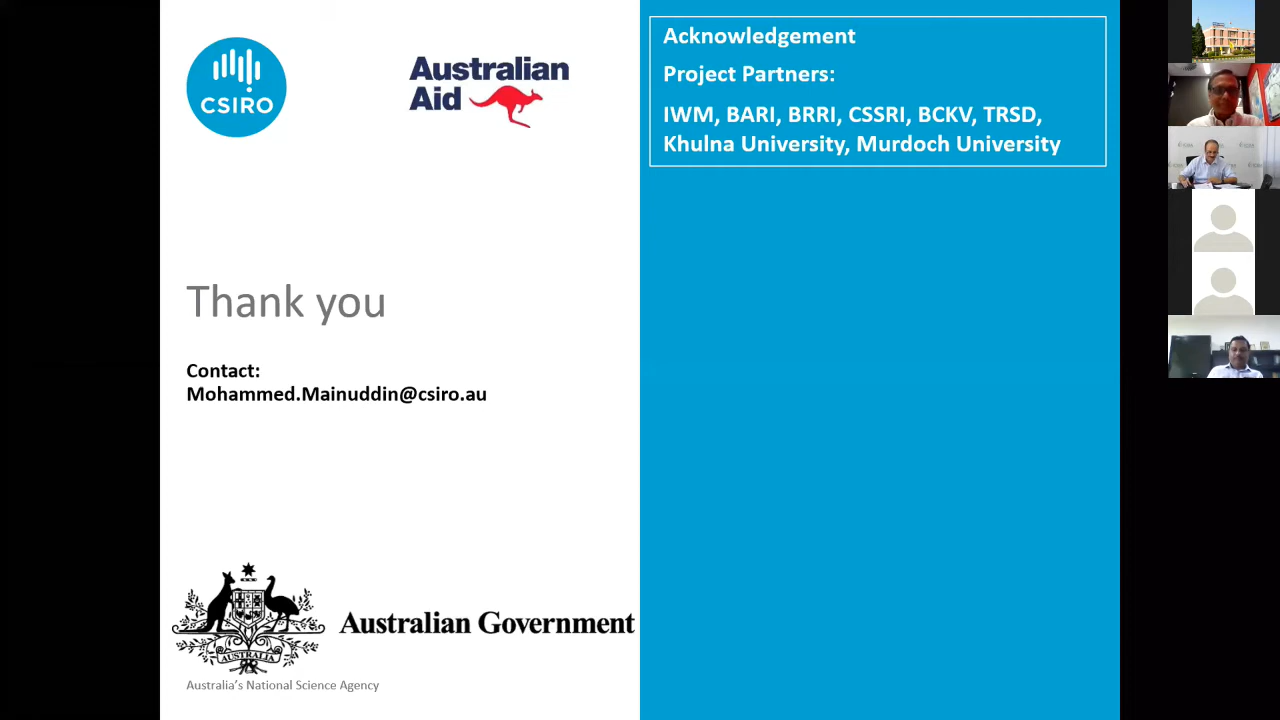 CSIRO
Australian
Aid
Thank you
Contact:
Mohammed.Mainuddin@csiro.au
AUSTRALIA
Australian Government
Australia's National Science Agency
Acknowledgement
Project Partners:
IWM, BARI, BRRI, CSSRI, BCKV, TRSD,
Khulna University, Murdoch University